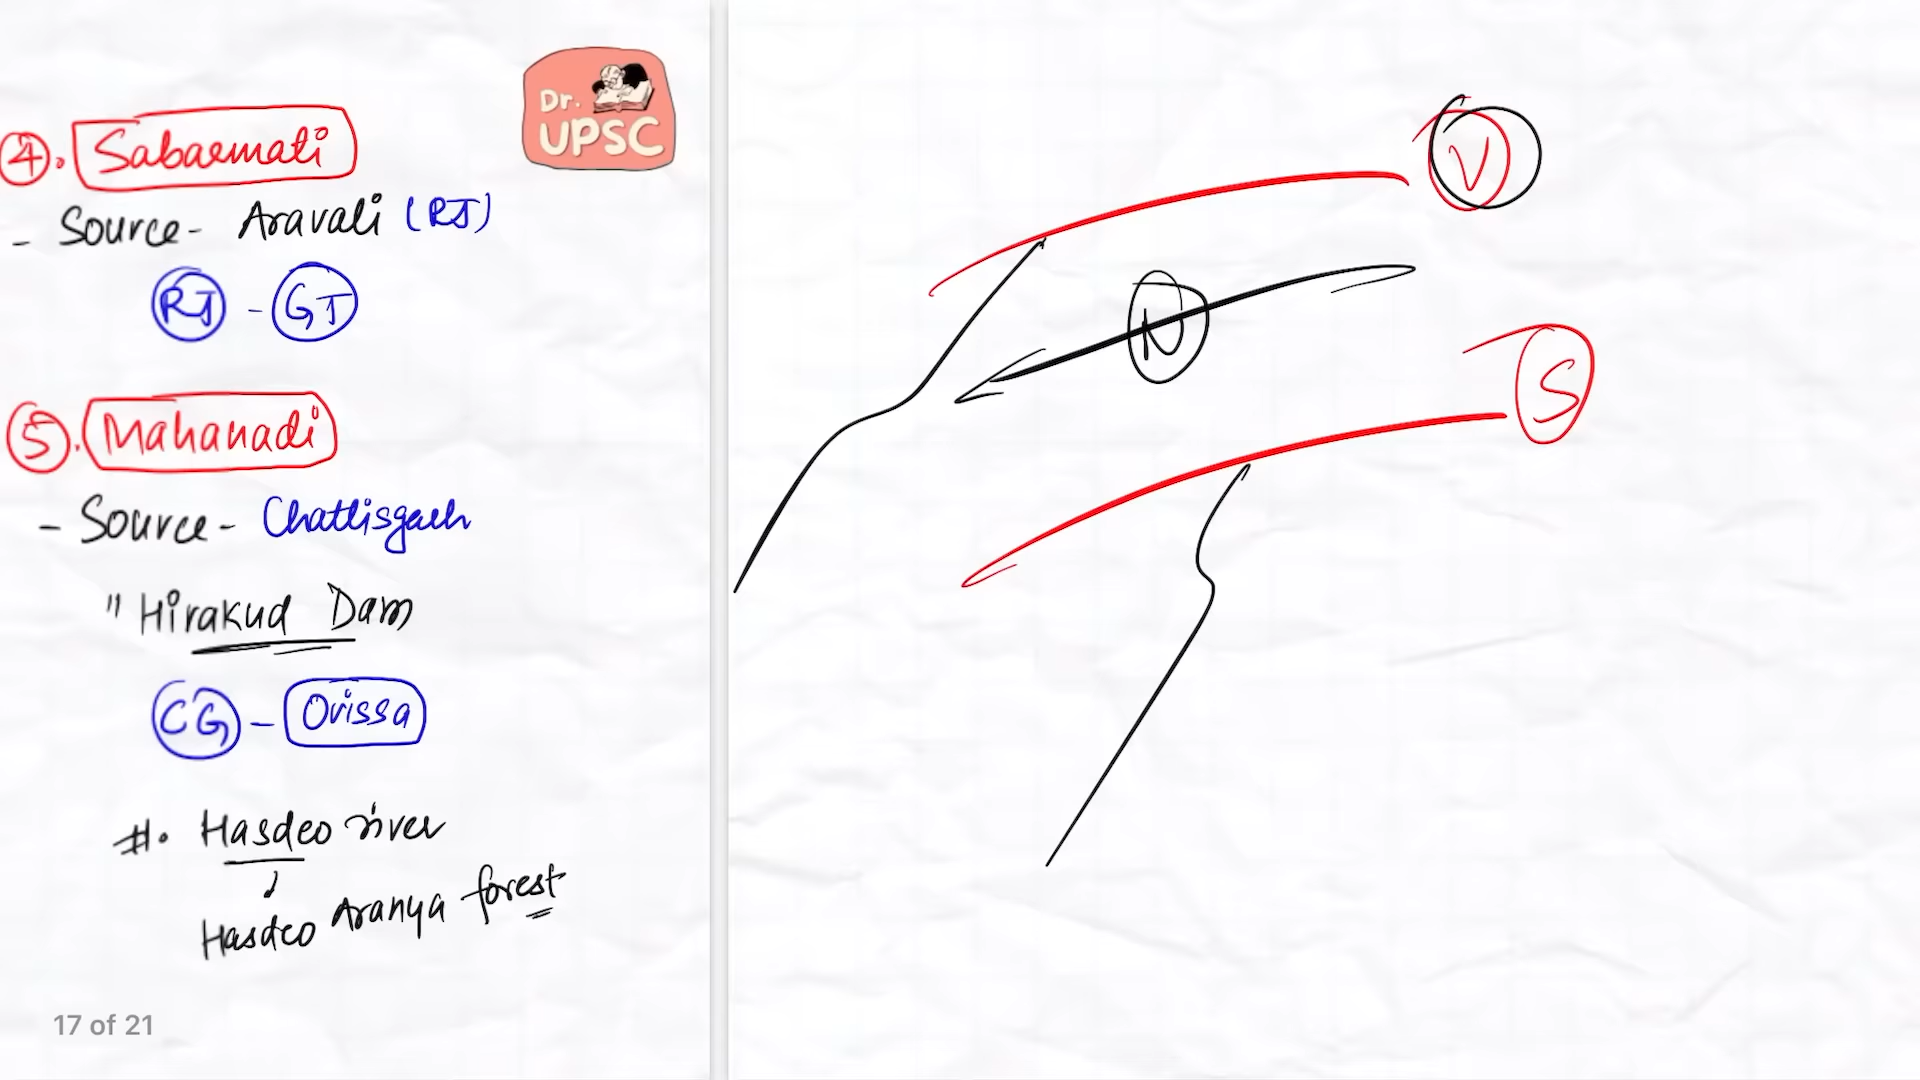 Dr.
UPSC
④. Sabarmati
- Source - Aravali (RJ)
RJ - GJ
⑤. Mahanadi
- Source - Chattisgarh
" Hirakud Dam
CG - Orissa
#. Hasdeo river
Hasdeo Aranya forest
17 of 21
V
N
S